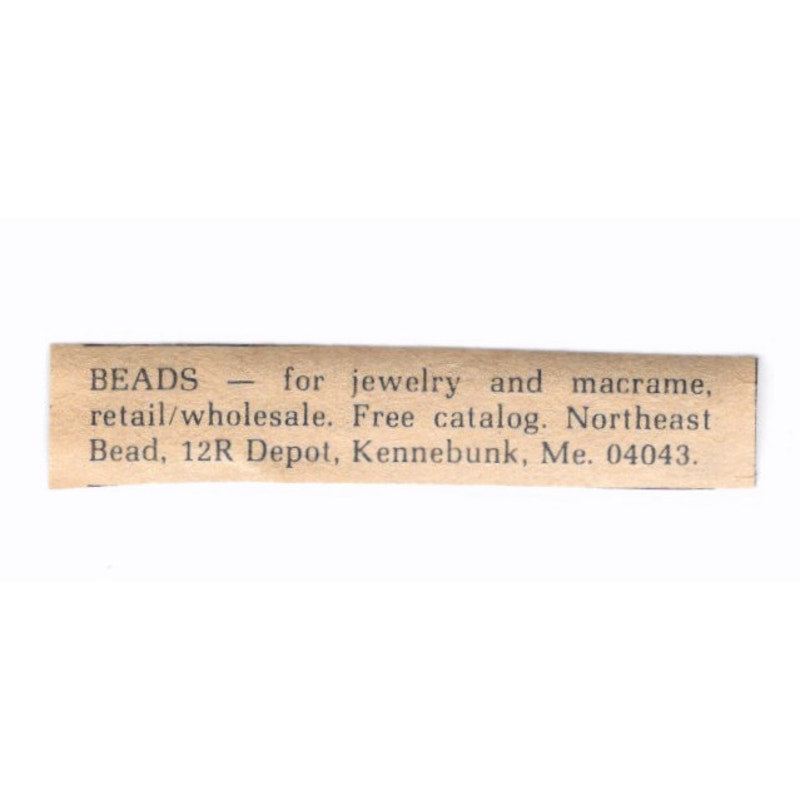 BEADS — for jewelry and macrame,
retail/wholesale. Free catalog. Northeast
Bead, 12R Depot, Kennebunk, Me. 04043.